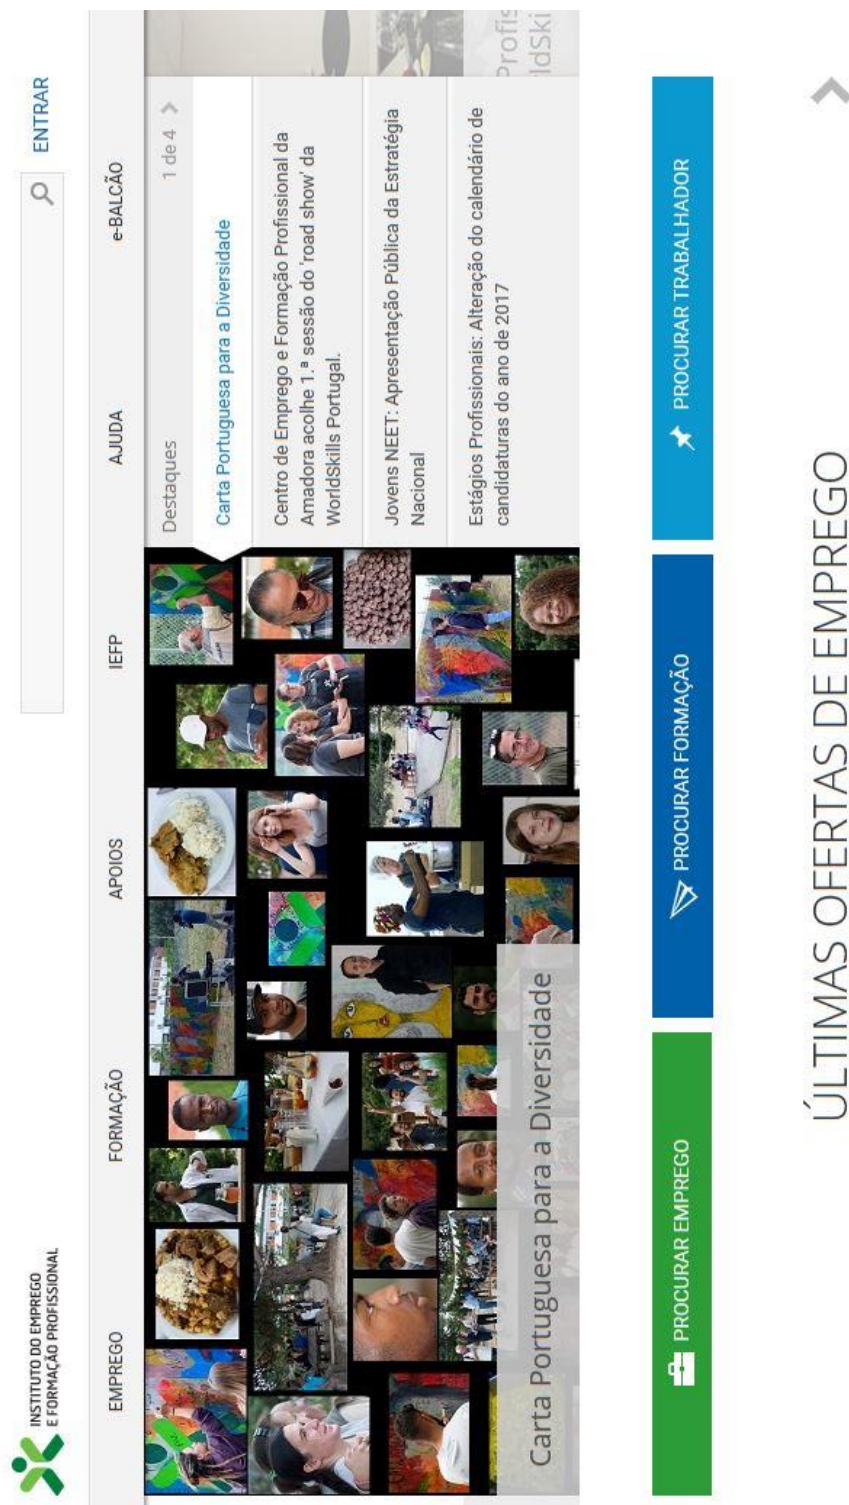 INSTITUTO DO EMPREGO
E FORMAÇÃO PROFISSIONAL
ENTRAR
EMPREGO
FORMAÇÃO
APOIOS
IEFP
AJUDA
e-BALCÃO
Destaques
1 de 4
Carta Portuguesa para a Diversidade
Centro de Emprego e Formação Profissional da
Amadora acolhe 1.ª sessão do 'road show' da
WorldSkills Portugal.
Jovens NEET: Apresentação Pública da Estratégia
Nacional
Estágios Profissionais: Alteração do calendário de
candidaturas do ano de 2017
Carta Portuguesa para a Diversidade
PROCURAR EMPREGO
PROCURAR FORMAÇÃO
PROCURAR TRABALHADOR
ÚLTIMAS OFERTAS DE EMPREGO